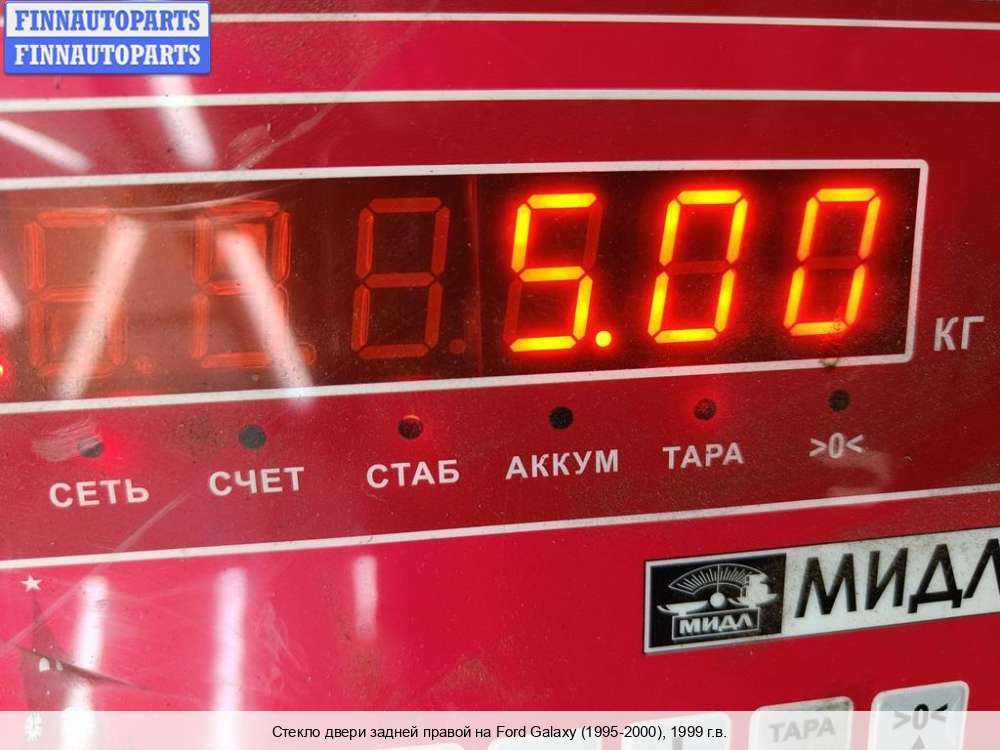 FINNAUTOPARTS
FINNAUTOPARTS
5.00
КГ
СЕТЬ СЧЕТ СТАБ АККУМ ТАРА >0<
МИДЛ МИДЛ
ТАРА >0<
Стекло двери задней правой на Ford Galaxy (1995-2000), 1999 г.в.